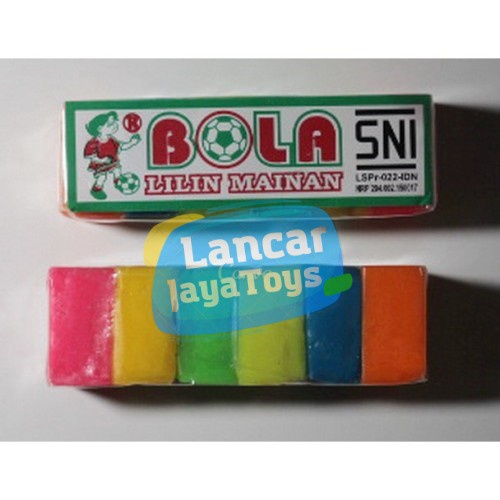 ®
BOLA
LILIN MAINAN
SNI
LSPr-022-IDN
Lancar
JayaToys